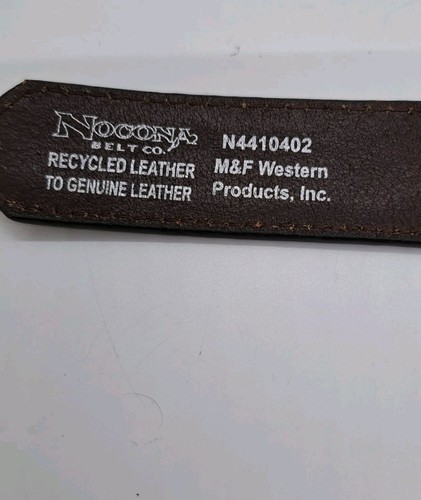 NOCONA
BELT CO.
RECYCLED LEATHER
TO GENUINE LEATHER
N4410402
M&F Western
Products, Inc.